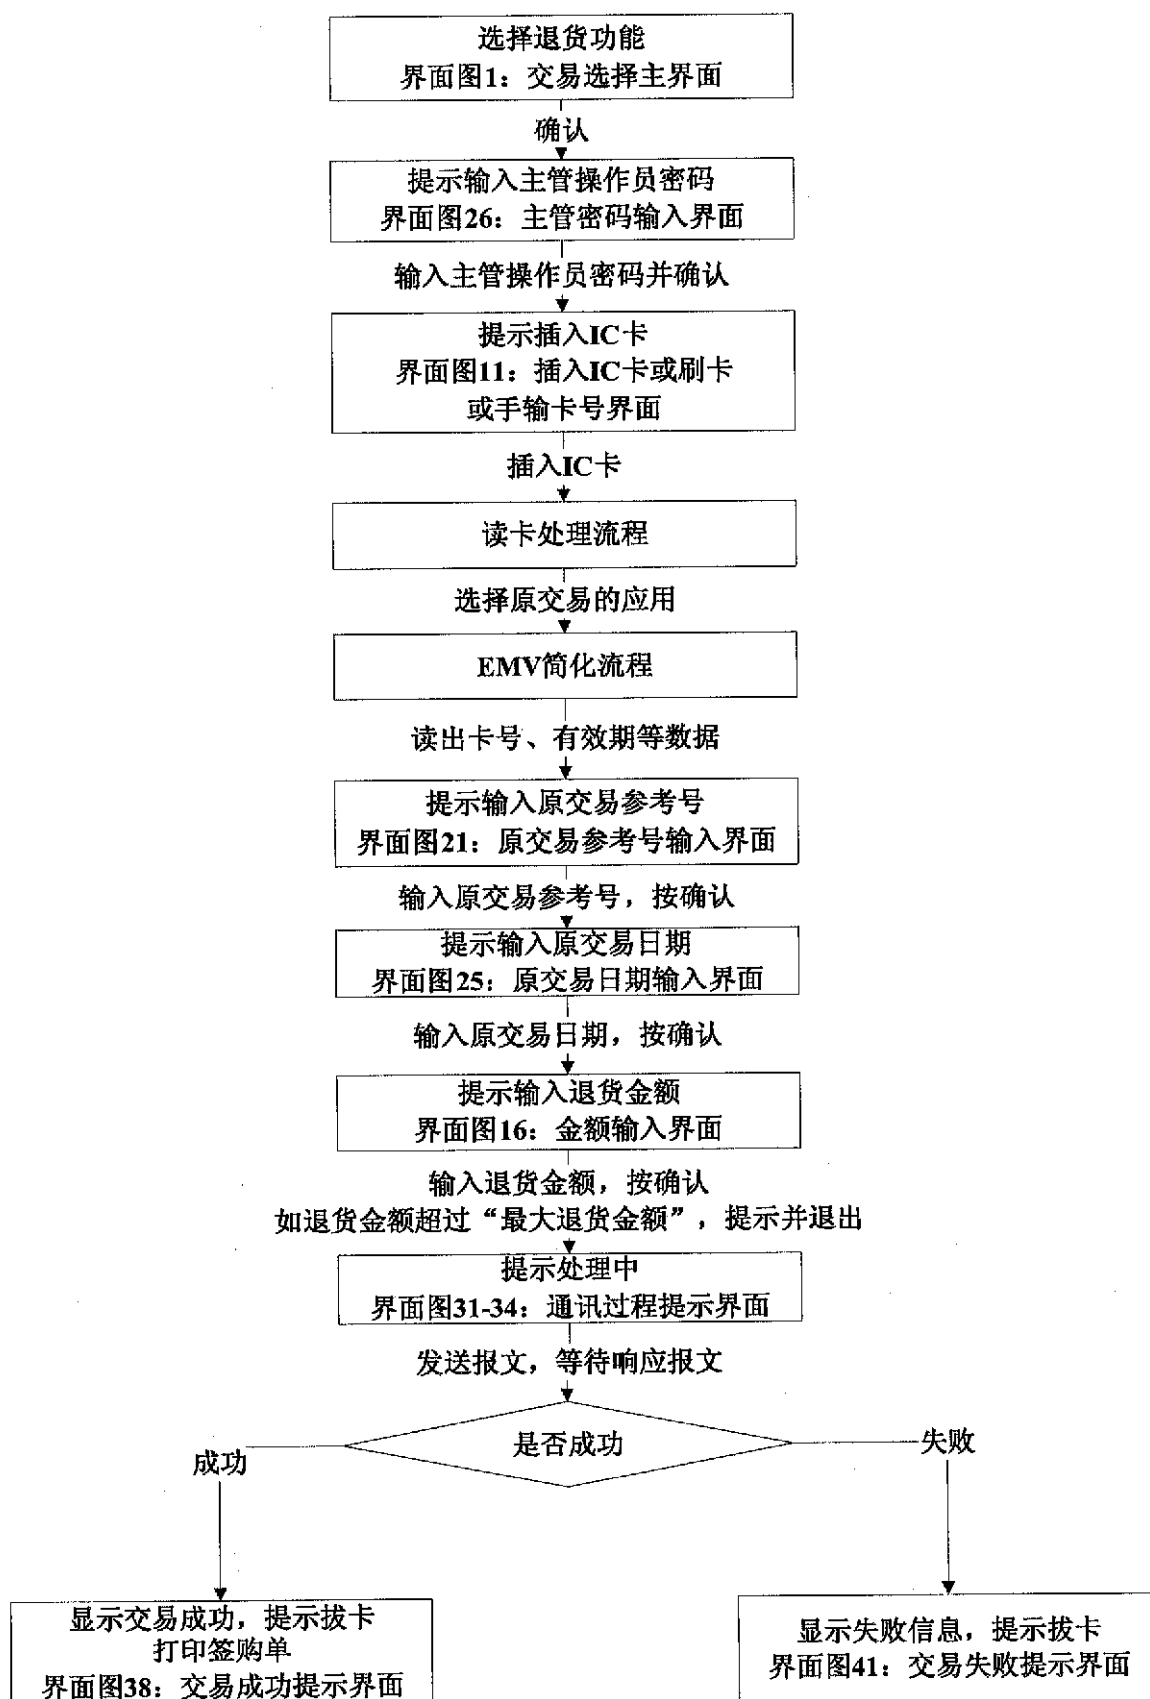 选择退货功能
界面图1：交易选择主界面
确认
提示输入主管操作员密码
界面图26：主管密码输入界面
输入主管操作员密码并确认
提示插入IC卡
界面图11：插入IC卡或刷卡
或手输卡号界面
插入IC卡
读卡处理流程
选择原交易的应用
EMV简化流程
读出卡号、有效期等数据
提示输入原交易参考号
界面图21：原交易参考号输入界面
输入原交易参考号，按确认
提示输入原交易日期
界面图25：原交易日期输入界面
输入原交易日期，按确认
提示输入退货金额
界面图16：金额输入界面
输入退货金额，按确认
如退货金额超过“最大退货金额”，提示并退出
提示处理中
界面图31-34：通讯过程提示界面
发送报文，等待响应报文
是否成功
成功
失败
显示交易成功，提示拔卡
打印签购单
界面图38：交易成功提示界面
显示失败信息，提示拔卡
界面图41：交易失败提示界面